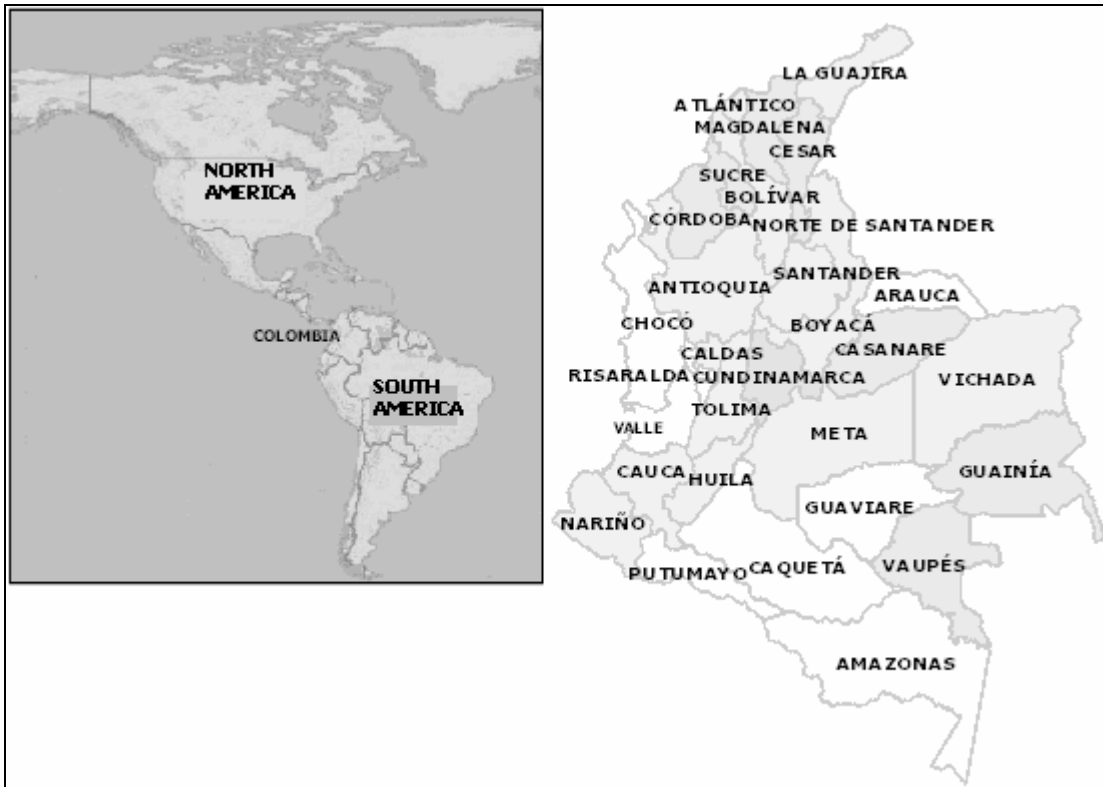 NORTH
AMERICA
COLOMBIA
SOUTH
AMERICA
LA GUAJIRA
ATLÁNTICO
MAGDALENA
CESAR
SUCRE
BOLÍVAR
CÓRDOBA
NORTE DE SANTANDER
SANTANDER
ANTIOQUIA
ARAUCA
CHOCÓ
BOYACÁ
CALDAS
CASANARE
RISARALDA
CUNDINAMARCA
VICHADA
TOLIMA
VALLE
META
CAUCA
HUILA
GUAINÍA
GUAVIARE
NARIÑO
PUTUMAYO
CAQUETÁ
VAUPÉS
AMAZONAS